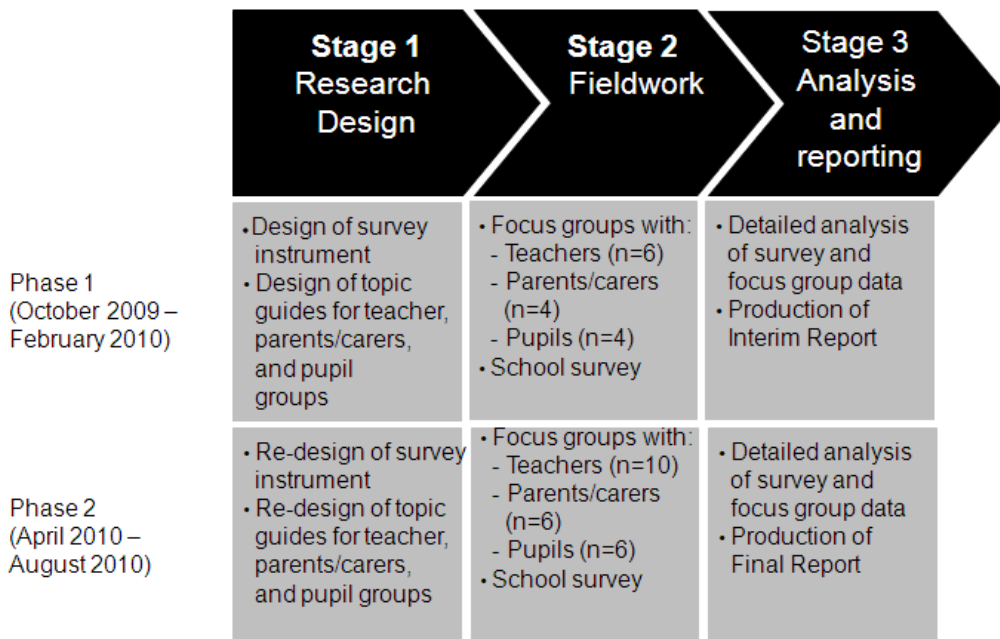 Stage 1
Research
Design
Stage 2
Fieldwork
Stage 3
Analysis
and
reporting
Phase 1
(October 2009 –
February 2010)
• Design of survey
instrument
• Design of topic
guides for teacher,
parents/carers,
and pupil
groups
• Focus groups with:
- Teachers (n=6)
- Parents/carers
(n=4)
- Pupils (n=4)
• School survey
• Detailed analysis
of survey and
focus group data
• Production of
Interim Report
Phase 2
(April 2010 –
August 2010)
• Re-design of survey
instrument
• Re-design of topic
guides for teacher,
parents/carers,
and pupil groups
• Focus groups with:
- Teachers (n=10)
- Parents/carers
(n=6)
- Pupils (n=6)
• School survey
• Detailed analysis
of survey and
focus group data
• Production of
Final Report